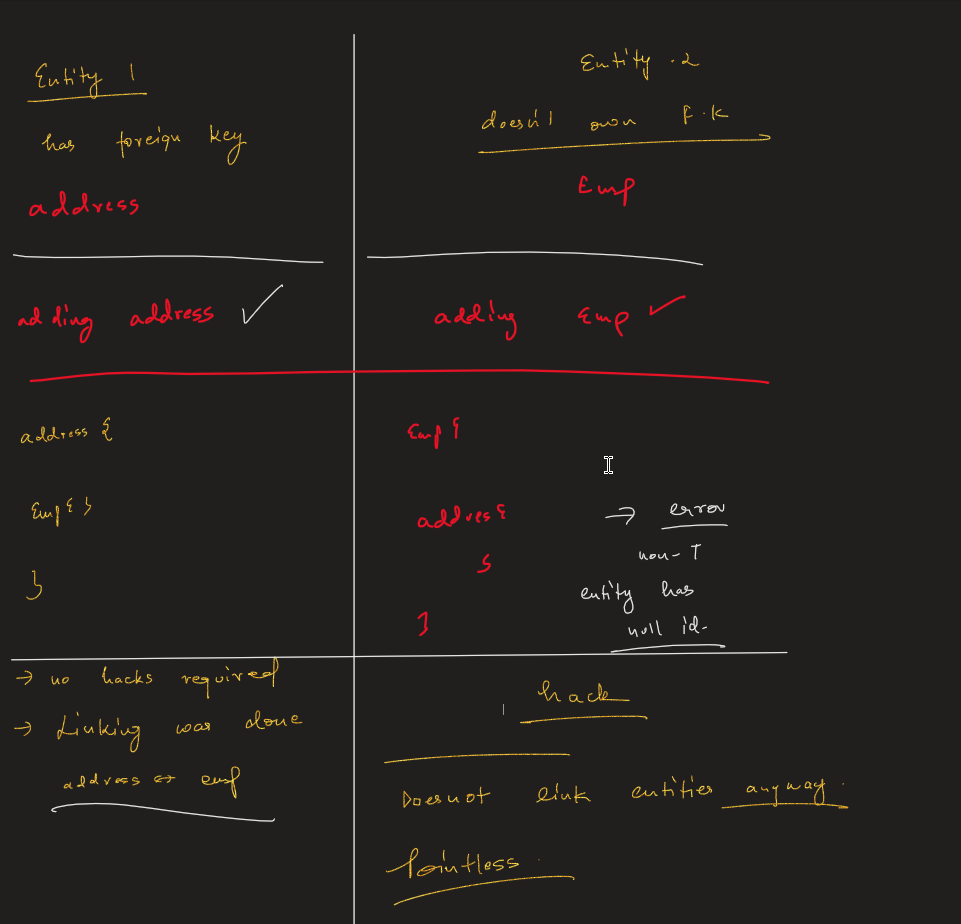 Entity 1
has foreign key
address
adding address
address {
Emp { }
}
→ no hacks required
→ Linking was done
address ↔ emp
Entity .2
doesn't own F.K
Emp
adding Emp
Emp {
addres {
}
}
→ error
non-T
entity has
null id-
hack
Doesnot link entities anyway.
Pointless.